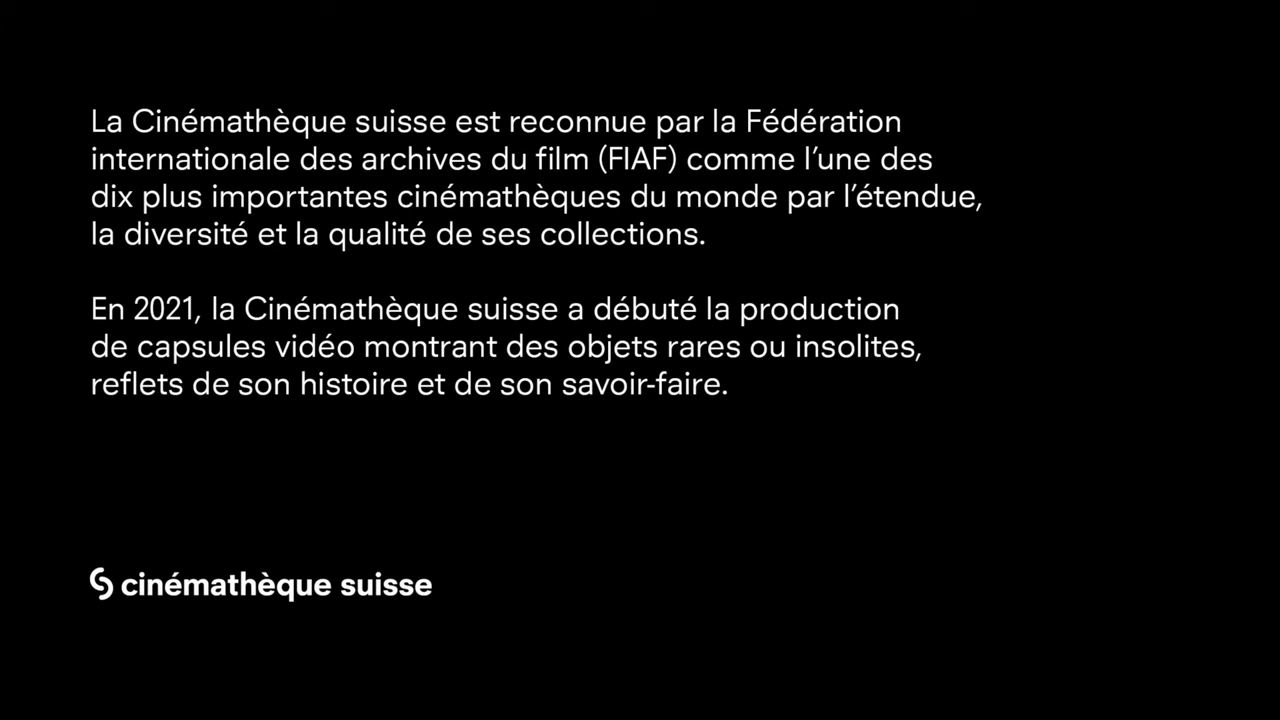 La Cinémathèque suisse est reconnue par la Fédération
internationale des archives du film (FIAF) comme l’une des
dix plus importantes cinémathèques du monde par l’étendue,
la diversité et la qualité de ses collections.
En 2021, la Cinémathèque suisse a débuté la production
de capsules vidéo montrant des objets rares ou insolites,
reflets de son histoire et de son savoir-faire.
cinémathèque suisse